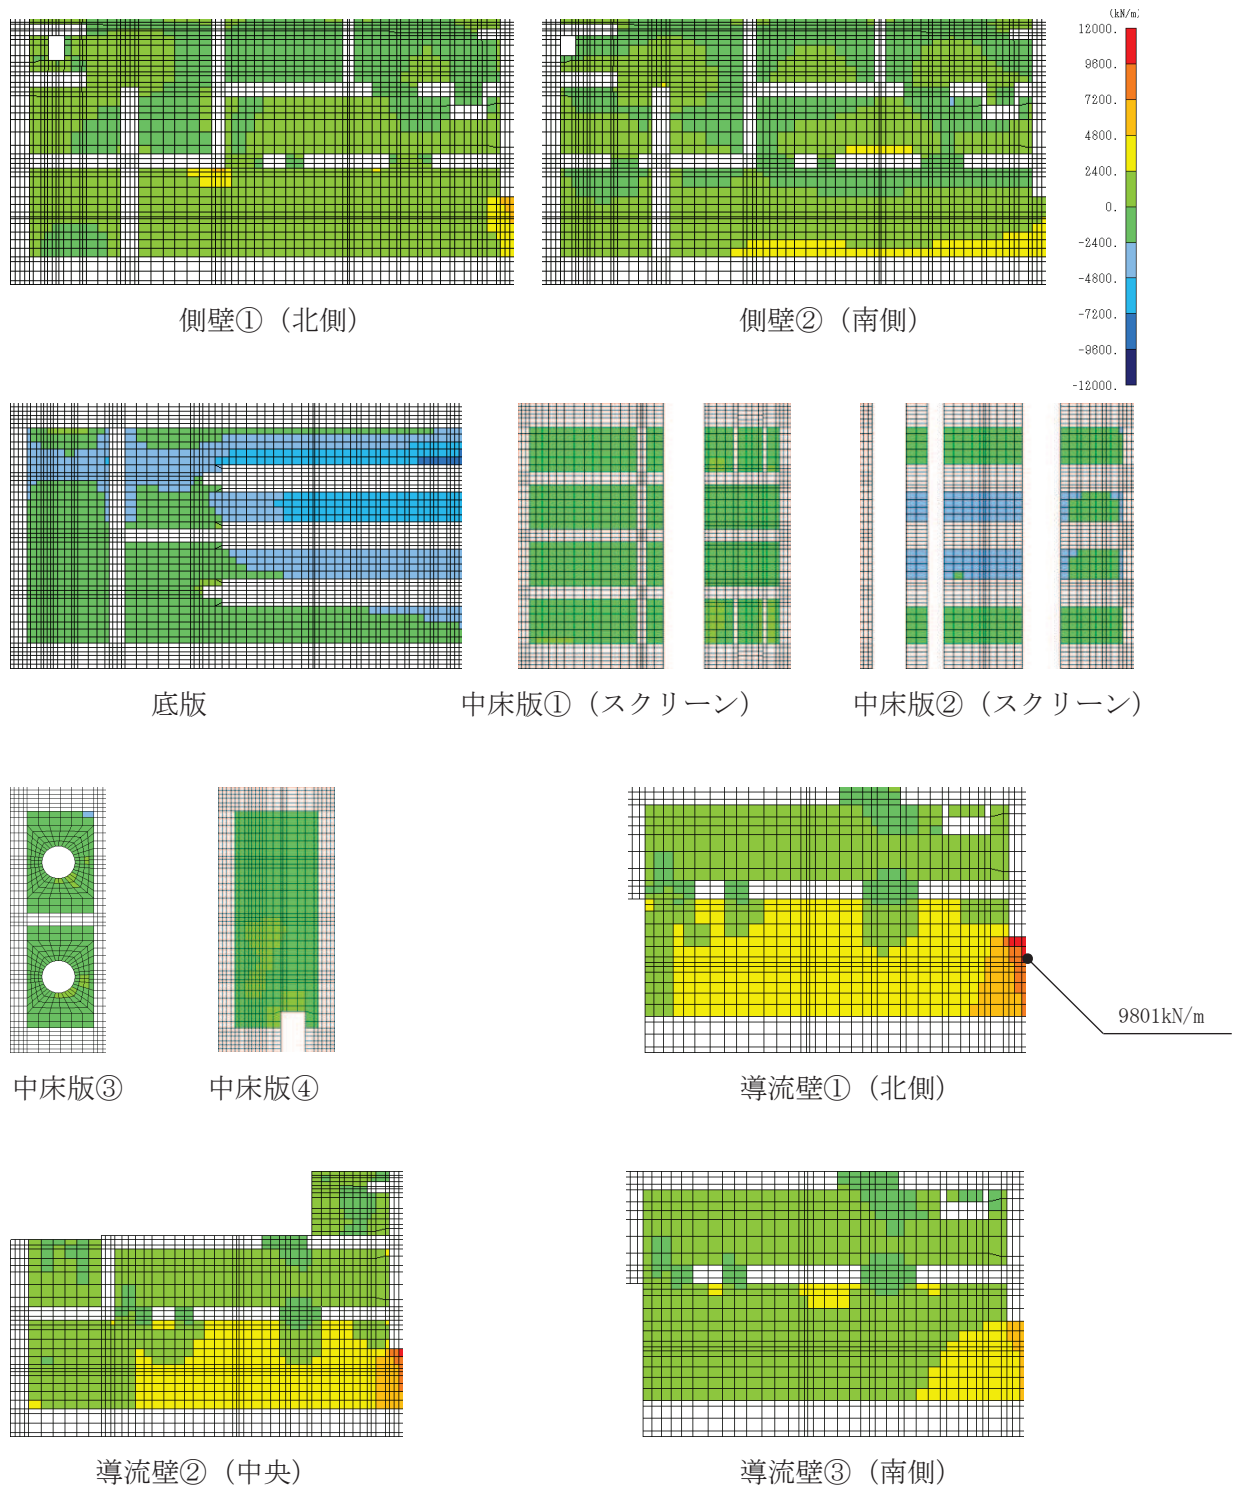 (kN/m)
12000.
9600.
7200.
4800.
2400.
0.
-2400.
-4800.
-7200.
-9600.
-12000.
側壁①（北側）
側壁②（南側）
底版
中床版①（スクリーン）
中床版②（スクリーン）
9801kN/m
中床版③
中床版④
導流壁①（北側）
導流壁②（中央）
導流壁③（南側）